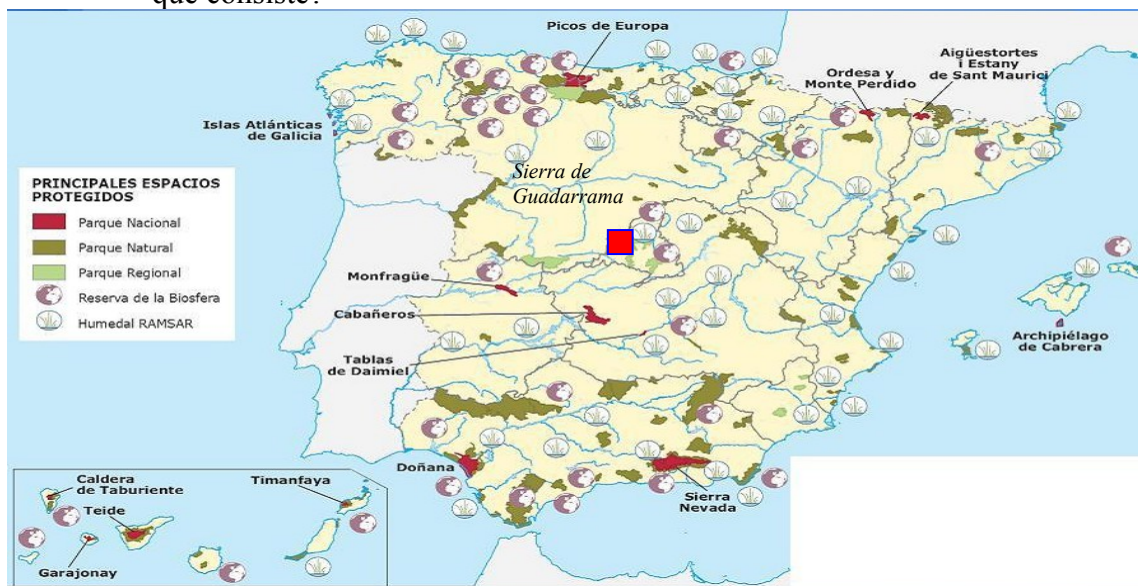 que consiste?
Picos de Europa
Aigüestortes
i Estany
de Sant Maurici
Ordesa y
Monte Perdido
Islas Atlánticas
de Galicia
Sierra de
Guadarrama
PRINCIPALES ESPACIOS
PROTEGIDOS
Parque Nacional
Parque Natural
Parque Regional
Reserva de la Biosfera
Humedal RAMSAR
Monfragüe
Cabañeros
Tablas
de Daimiel
Archipiélago
de Cabrera
Doñana
Sierra
Nevada
Caldera
de Taburiente
Timanfaya
Teide
Garajonay